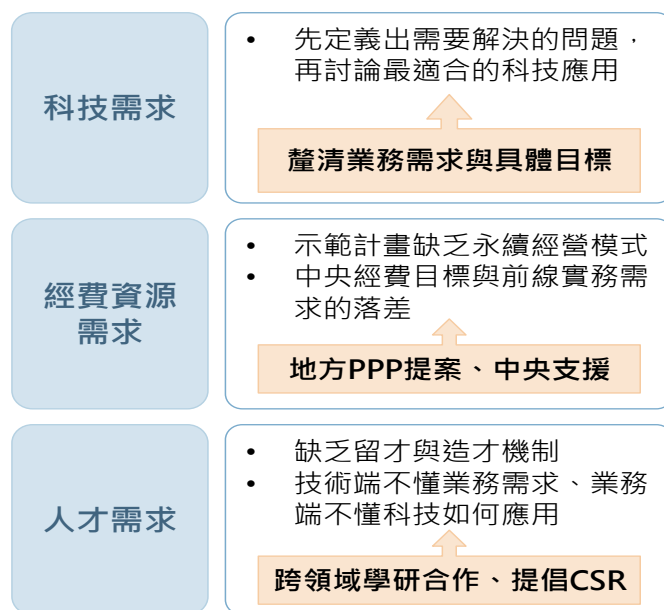 科技需求
• 先定義出需要解決的問題，
再討論最適合的科技應用
釐清業務需求與具體目標
經費資源
需求
• 示範計畫缺乏永續經營模式
• 中央經費目標與前線實務需
求的落差
地方PPP提案、中央支援
人才需求
• 缺乏留才與造才機制
• 技術端不懂業務需求、業務
端不懂科技如何應用
跨領域學研合作、提倡CSR